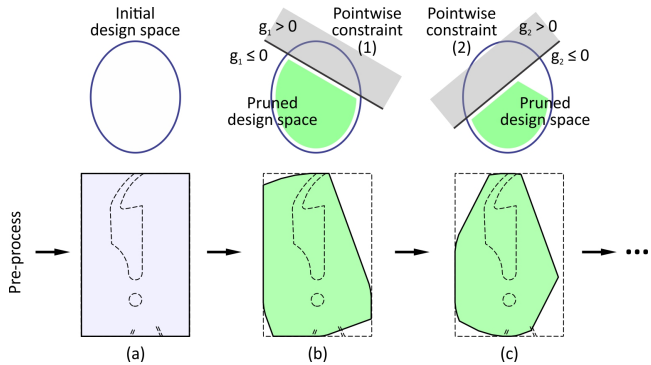 Initial
design space
g₁ > 0
g₁ ≤ 0
Pointwise
constraint
(1)
Pruned
design space
Pointwise
constraint
(2)
g₂ > 0
g₂ ≤ 0
Pruned
design space
Pre-process
•••
(a)
(b)
(c)